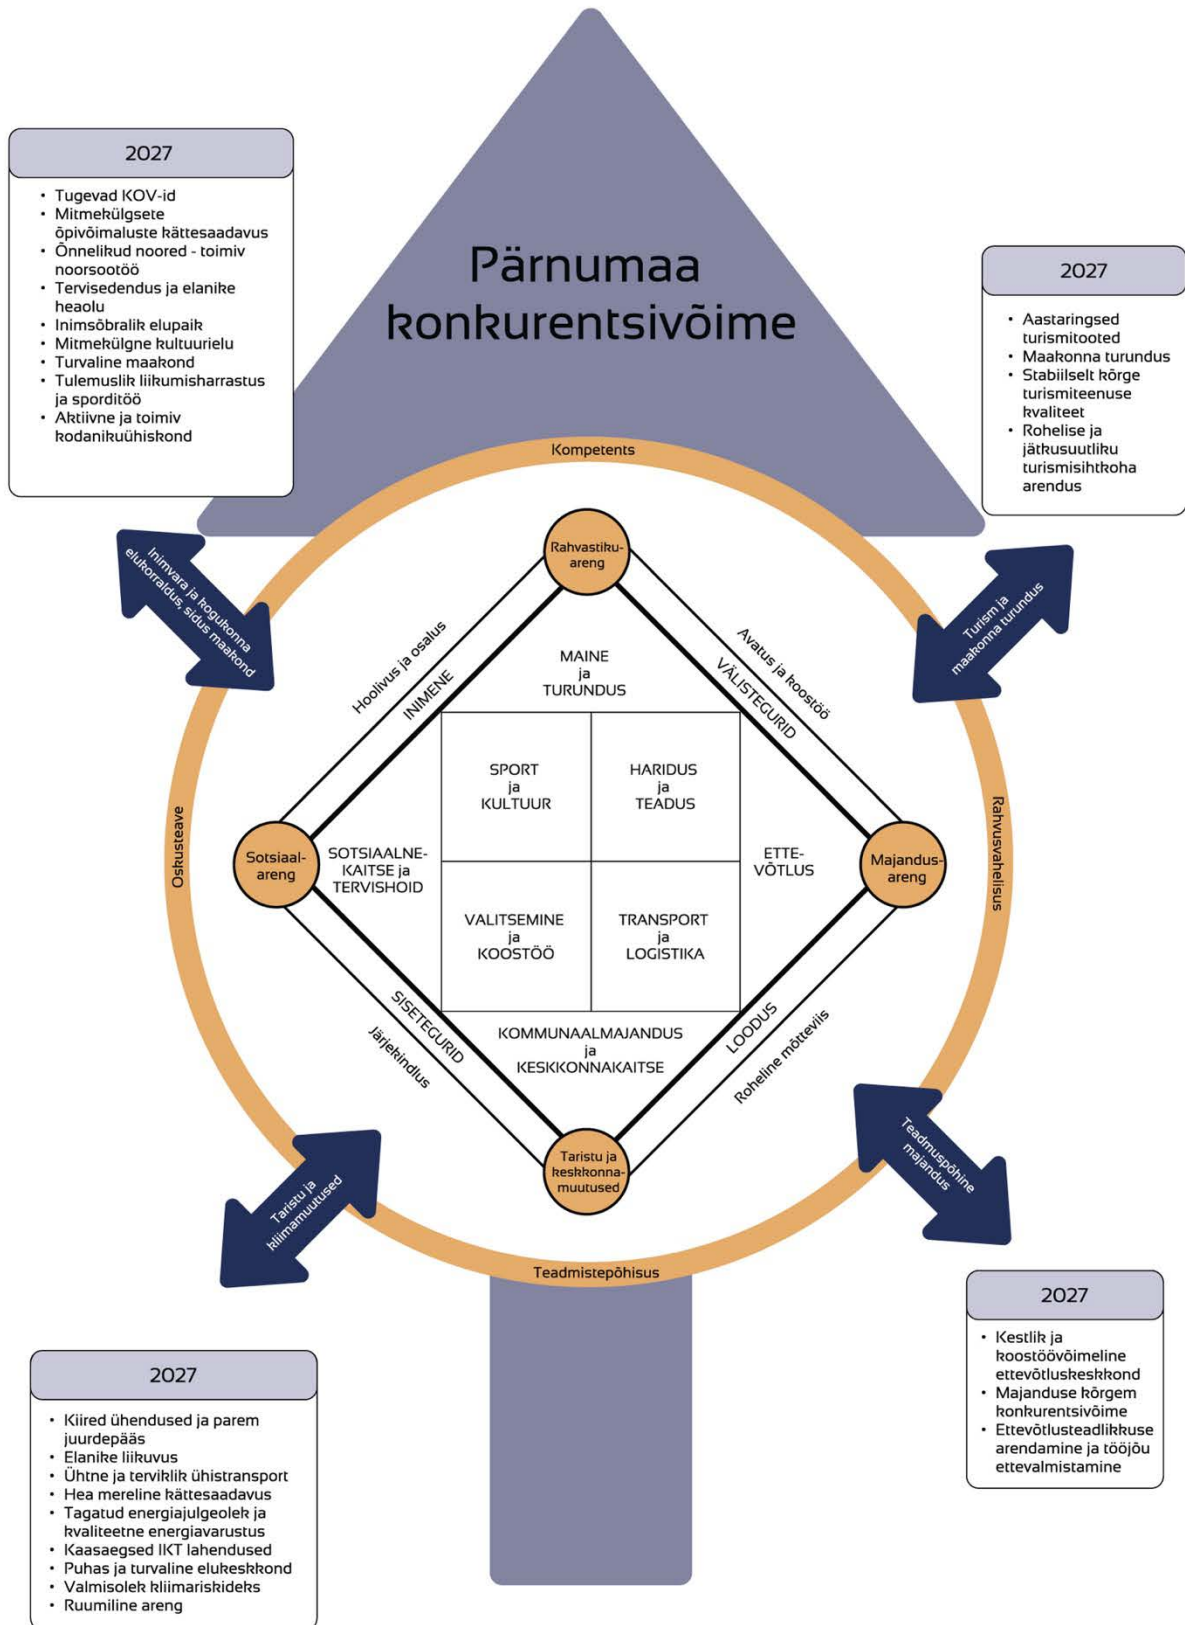 Pärnumaa
konkurentsivõime
2027
• Tugevad KOV-id
• Mitmekülgsete
õpivõimaluste kättesaadavus
• Õnnelikud noored - toimiv
noorsootöö
• Tervisedendus ja elanike
heaolu
• Inimsõbralik elupaik
• Mitmekülgne kultuurielu
• Turvaline maakond
• Tulemuslik liikumisharrastus
ja sporditöö
• Aktiivne ja toimiv
kodanikuühiskond
2027
• Aastaringsed
turismitooted
• Maakonna turundus
• Stabiilselt kõrge
turismiteenuse
kvaliteet
• Rohelise ja
jätkusuutliku
turismisihtkoha
arendus
Kompetents
Inimvara ja kogukonna
elukorraldus, sidus maakond
Turism ja
maakonna turundus
Rahvastiku-
areng
Hoolivus ja osalus
INIMENE
Avatus ja koostöö
VÄLISTEGURID
MAINE
ja
TURUNDUS
SPORT
ja
KULTUUR
HARIDUS
ja
TEADUS
Oskusteave
Sotsiaal-
areng
SOTSIAALNE-
KAITSE ja
TERVISHOID
ETTE-
VÕTLUS
Majandus-
areng
Rahvusvahelisus
VALITSEMINE
ja
KOOSTÖÖ
TRANSPORT
ja
LOGISTIKA
SISETEGURID
Järjekindlus
KOMMUNAALMAJANDUS
ja
KESKKONNAKAITSE
LOODUS
Roheline mõtteviis
Taristu ja
keskkonna-
muutused
Taristu ja
kliimamuutused
Teadmuspõhine
majandus
Teadmistepõhisus
2027
• Kiired ühendused ja parem
juurdepääs
• Elanike liikuvus
• Ühtne ja terviklik ühistransport
• Hea mereline kättesaadavus
• Tagatud energiajulgeolek ja
kvaliteetne energiavarustus
• Kaasaegsed IKT lahendused
• Puhas ja turvaline elukeskkond
• Valmisolek kliimariskideks
• Ruumiline areng
2027
• Kestlik ja
koostöövõimeline
ettevõtluskeskkond
• Majanduse kõrgem
konkurentsivõime
• Ettevõtlusteadlikkuse
arendamine ja tööjõu
ettevalmistamine